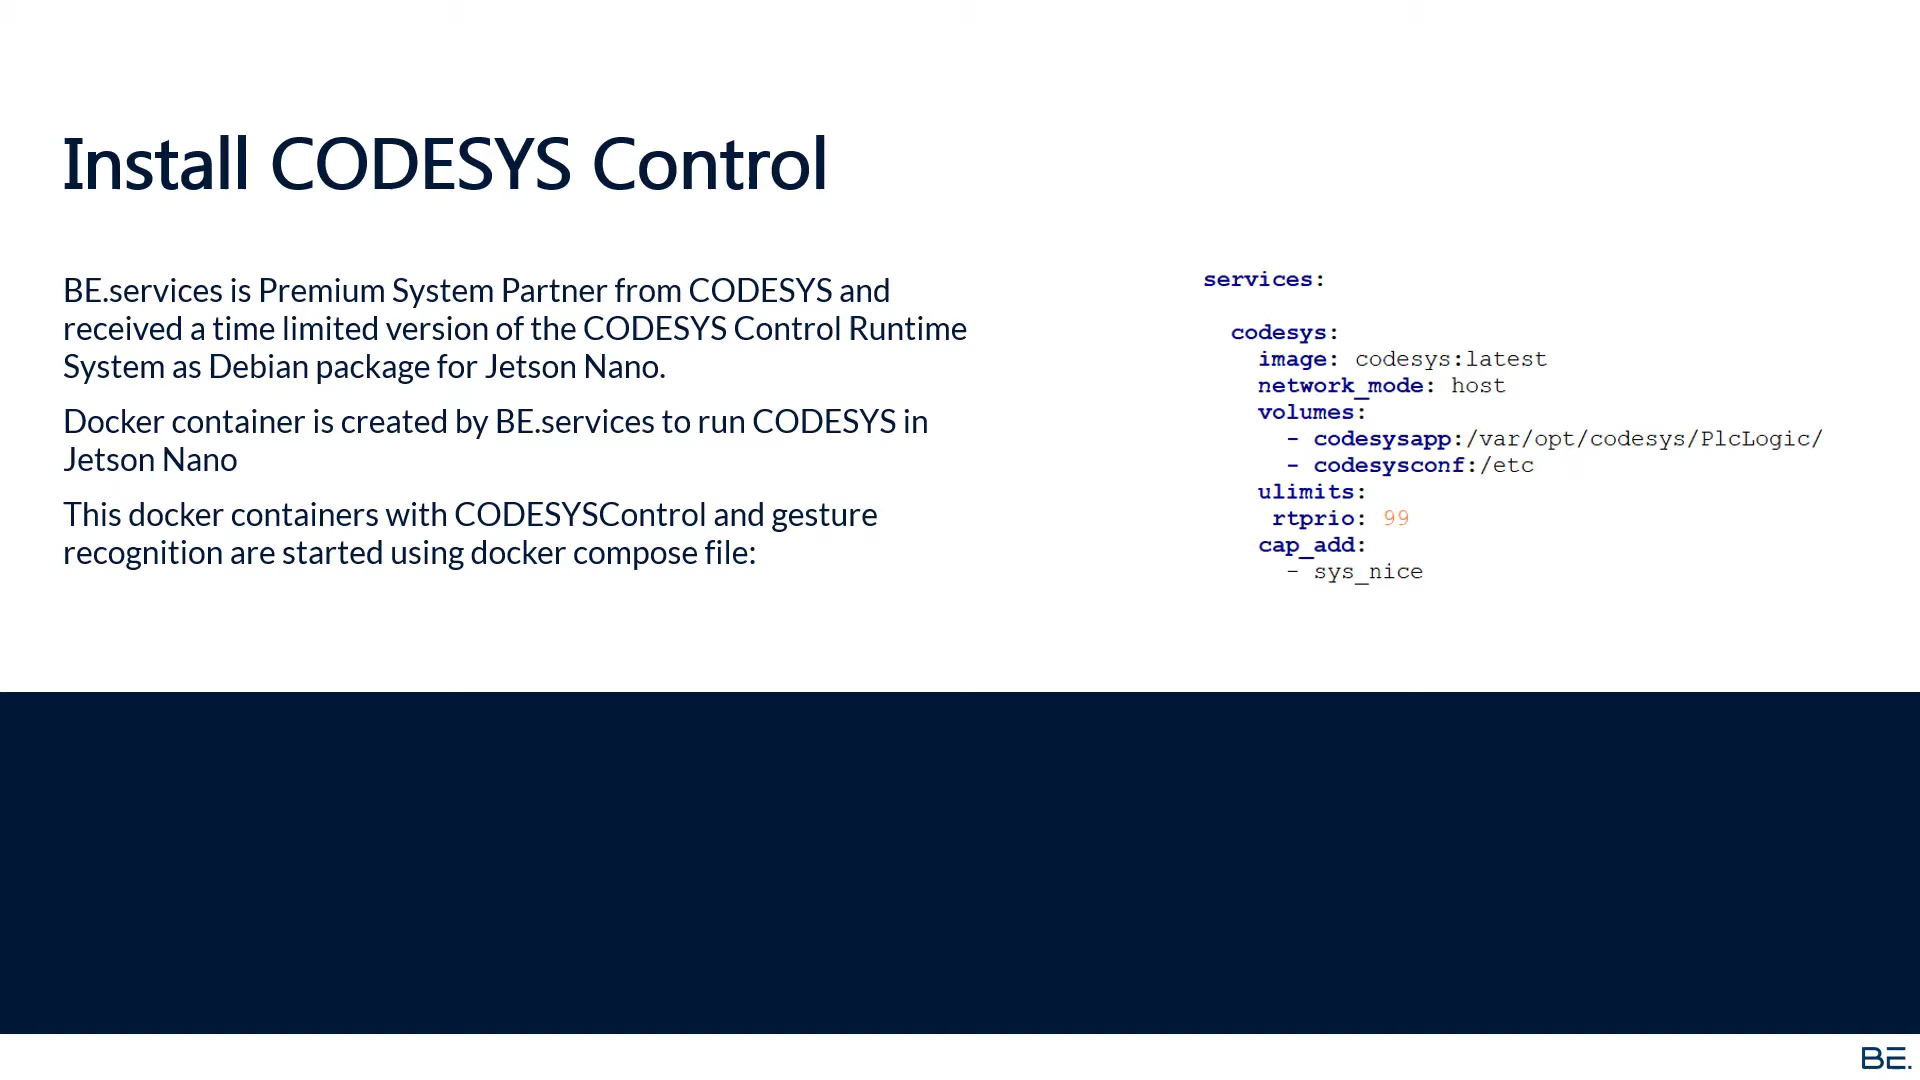 Install CODESYS Control
BE.services is Premium System Partner from CODESYS and
received a time limited version of the CODESYS Control Runtime
System as Debian package for Jetson Nano.
Docker container is created by BE.services to run CODESYS in
Jetson Nano
This docker containers with CODESYSControl and gesture
recognition are started using docker compose file:
services:
codesys:
image: codesys:latest
network_mode: host
volumes:
- codesysapp:/var/opt/codesys/PlcLogic/
- codesysconf:/etc
ulimits:
rtprio: 99
cap_add:
- sys_nice
BE.